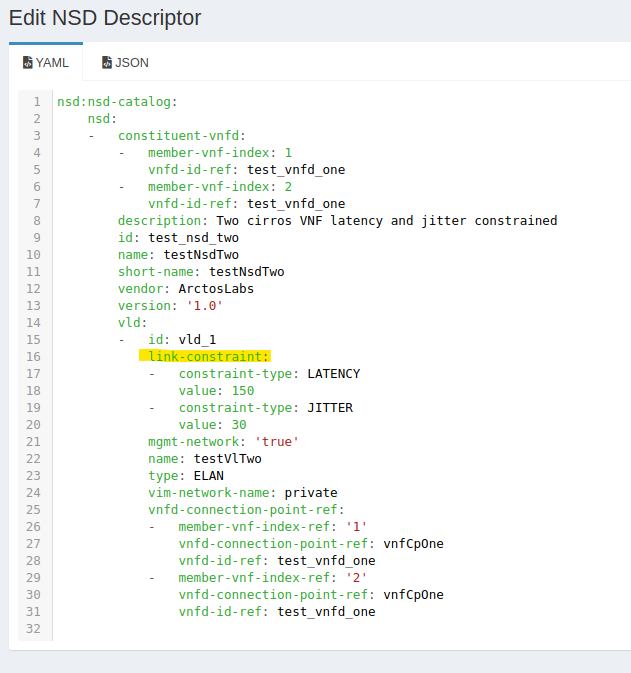 Edit NSD Descriptor
YAML JSON
1 nsd:nsd-catalog:
2     nsd:
3     -   constituent-vnfd:
4         -   member-vnf-index: 1
5             vnfd-id-ref: test_vnfd_one
6         -   member-vnf-index: 2
7             vnfd-id-ref: test_vnfd_one
8         description: Two cirros VNF latency and jitter constrained
9         id: test_nsd_two
10         name: testNsdTwo
11         short-name: testNsdTwo
12         vendor: ArctosLabs
13         version: '1.0'
14         vld:
15         -   id: vld_1
16             link-constraint:
17             -   constraint-type: LATENCY
18                 value: 150
19             -   constraint-type: JITTER
20                 value: 30
21             mgmt-network: 'true'
22             name: testVlTwo
23             type: ELAN
24             vim-network-name: private
25             vnfd-connection-point-ref:
26             -   member-vnf-index-ref: '1'
27                 vnfd-connection-point-ref: vnfCpOne
28                 vnfd-id-ref: test_vnfd_one
29             -   member-vnf-index-ref: '2'
30                 vnfd-connection-point-ref: vnfCpOne
31                 vnfd-id-ref: test_vnfd_one
32